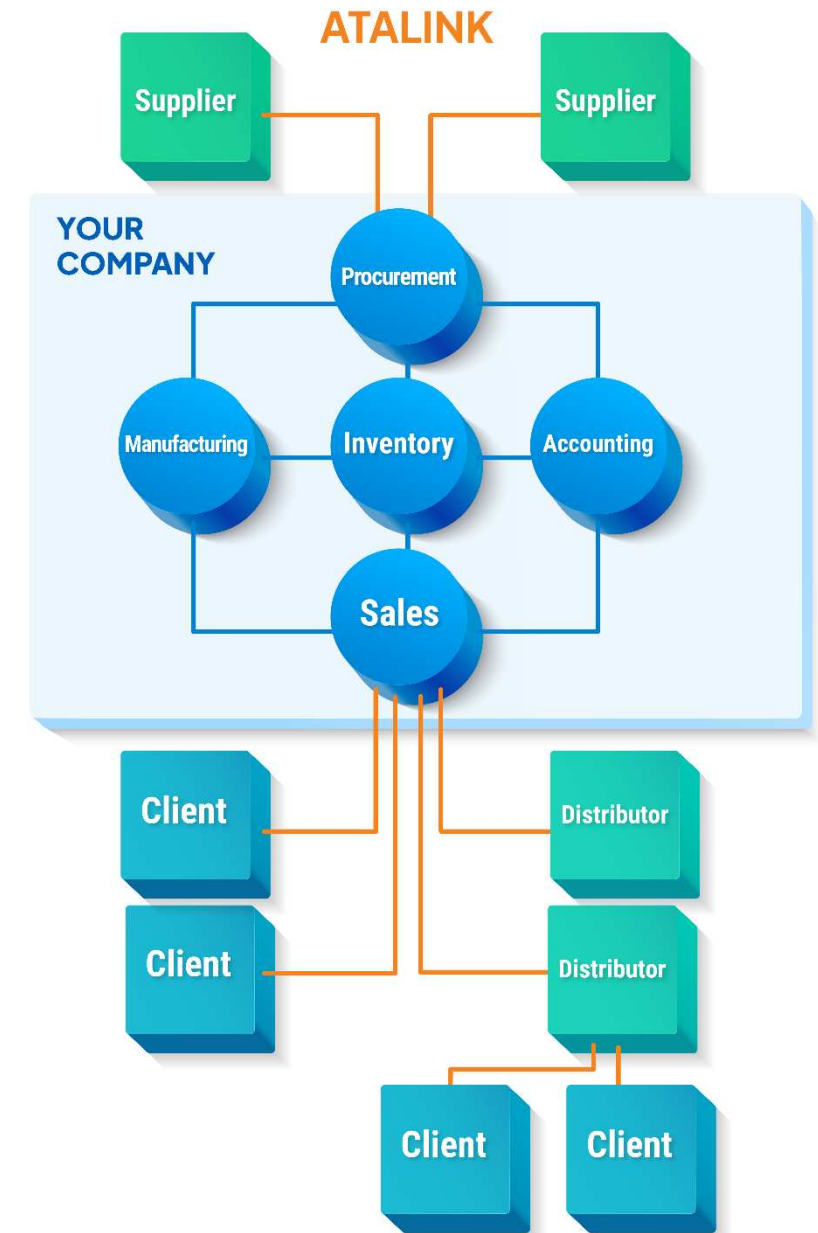 ATALINK
Supplier
Supplier
YOUR
COMPANY
Procurement
Manufacturing
Inventory
Accounting
Sales
Client
Distributor
Client
Distributor
Client
Client